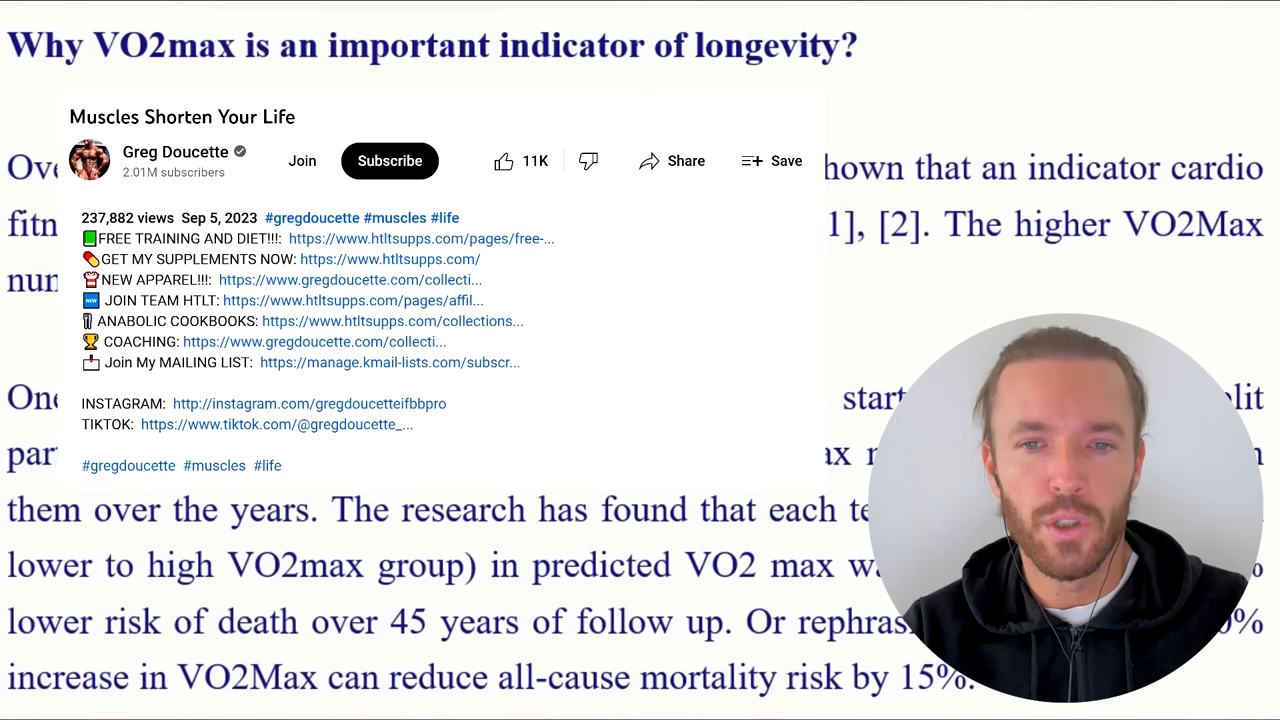 Why VO2max is an important indicator of longevity?
Muscles Shorten Your Life
Greg Doucette
2.01M subscribers
Join
Subscribe
11K
Share
Save
hown that an indicator cardio
1], [2]. The higher VO2Max
237,882 views Sep 5, 2023 #gregdoucette #muscles #life
FREE TRAINING AND DIET!!!: https://www.htltsupps.com/pages/free-...
GET MY SUPPLEMENTS NOW: https://www.htltsupps.com/
NEW APPAREL!!!: https://www.gregdoucette.com/collecti...
NEW JOIN TEAM HTLT: https://www.htltsupps.com/pages/affil...
ANABOLIC COOKBOOKS: https://www.htltsupps.com/collections...
COACHING: https://www.gregdoucette.com/collecti...
Join My MAILING LIST: https://manage.kmail-lists.com/subscr...
INSTAGRAM: http://instagram.com/gregdoucetteifbbpro
TIKTOK: https://www.tiktok.com/@gregdoucette_...
#gregdoucette #muscles #life
them over the years. The research has found that each te
lower to high VO2max group) in predicted VO2 max
lower risk of death over 45 years of follow up. Or rephras
increase in VO2Max can reduce all-cause mortality risk by 15%.